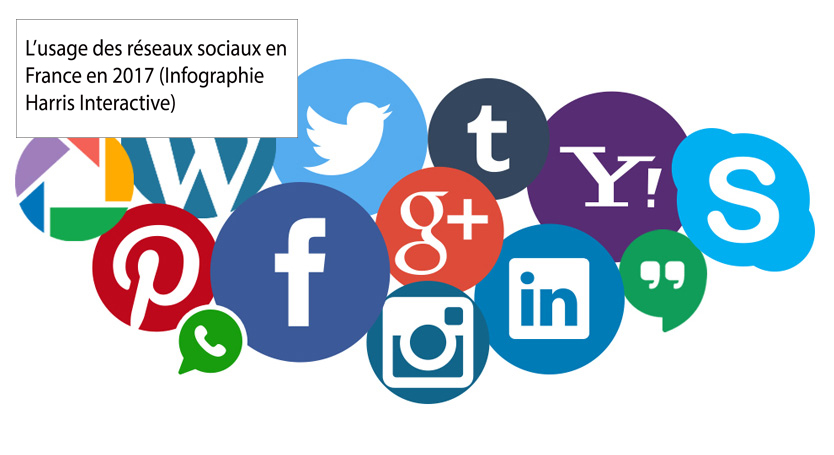 L’usage des réseaux sociaux en
France en 2017 (Infographie
Harris Interactive)
W
t
Y!
S
g+
f
in